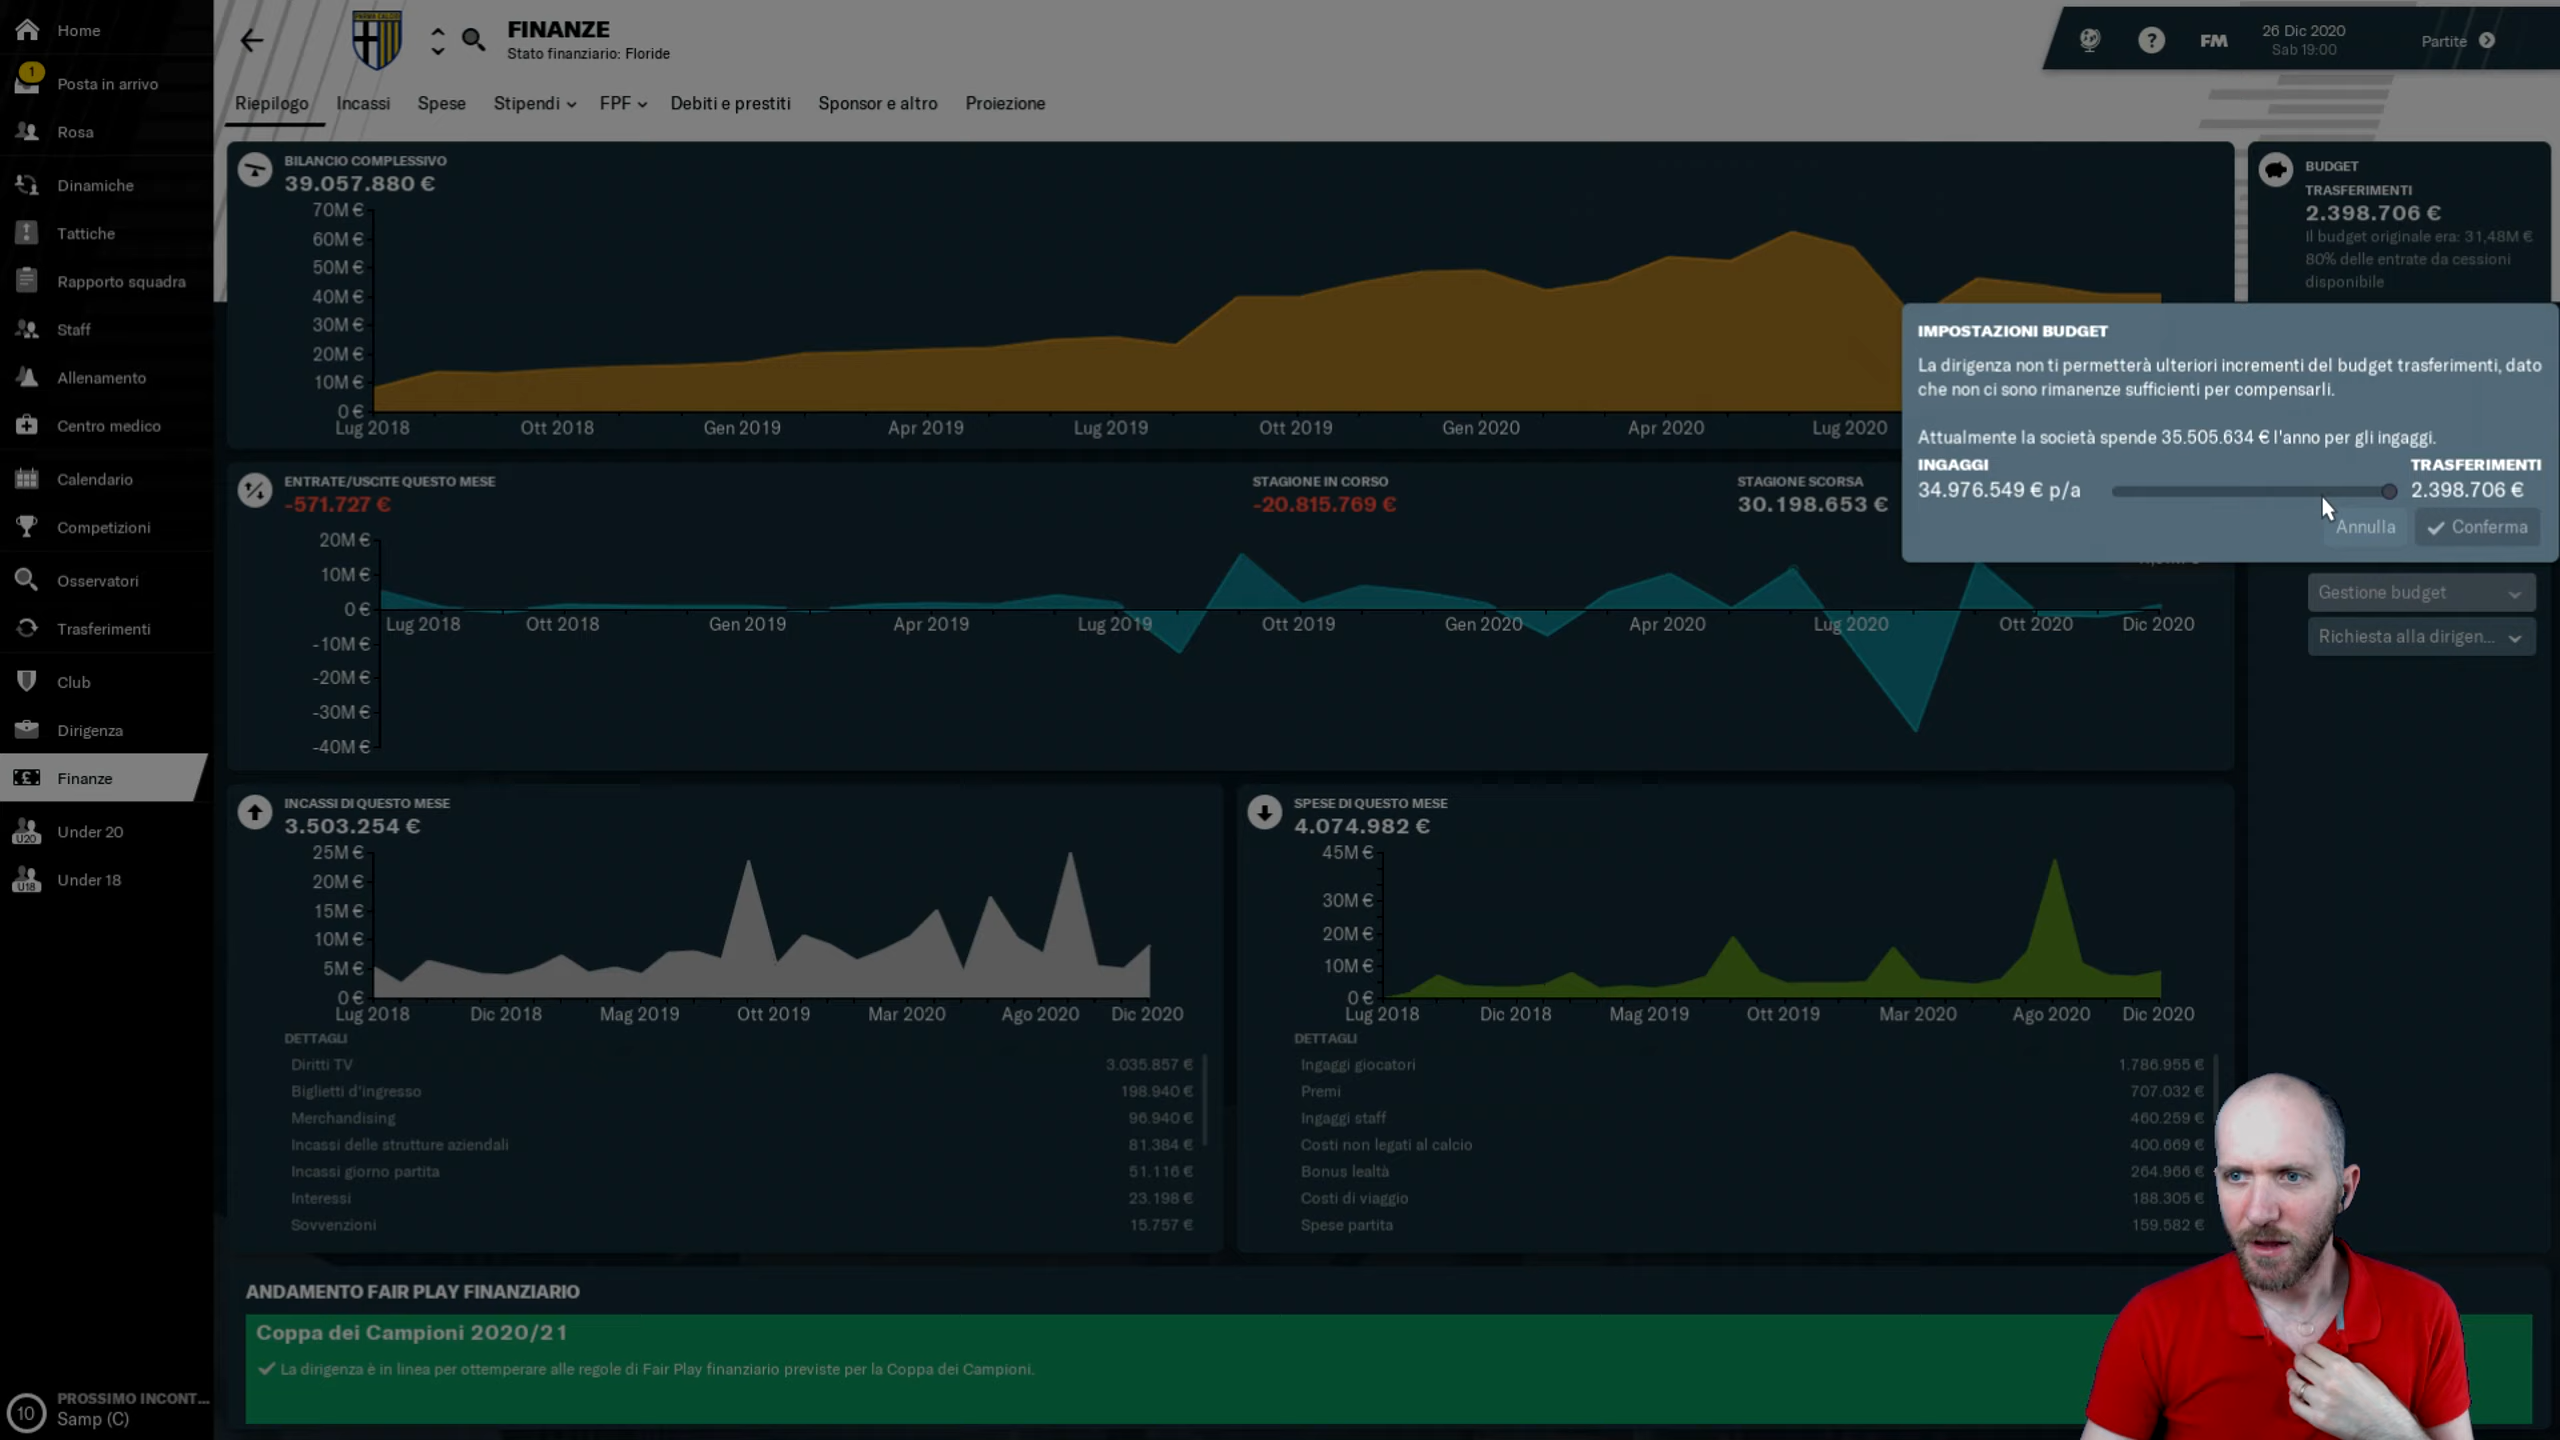 Home
Posta in arrivo
1
Rosa
Dinamiche
Tattiche
Rapporto squadra
Staff
Allenamento
Centro medico
Calendario
Competizioni
Osservatori
Trasferimenti
Club
Dirigenza
Finanze
Under 20
U20
Under 18
U18
10
PROSSIMO INCONT...
Samp (C)
FINANZE
Stato finanziario: Floride
FM
26 Dic 2020
Sab 19:00
Partite
Riepilogo
Incassi
Spese
Stipendi
FPF
Debiti e prestiti
Sponsor e altro
Proiezione
BILANCIO COMPLESSIVO
39.057.880 €
70M €
60M €
50M €
40M €
30M €
20M €
10M €
0 €
Lug 2018
Ott 2018
Gen 2019
Apr 2019
Lug 2019
Ott 2019
Gen 2020
Apr 2020
Lug 2020
BUDGET
TRASFERIMENTI
2.398.706 €
Il budget originale era: 31,48M €
80% delle entrate da cessioni
disponibile
IMPOSTAZIONI BUDGET
La dirigenza non ti permetterà ulteriori incrementi del budget trasferimenti, dato
che non ci sono rimanenze sufficienti per compensarli.
Attualmente la società spende 35.505.634 € l'anno per gli ingaggi.
INGAGGI
34.976.549 € p/a
TRASFERIMENTI
2.398.706 €
Annulla
Conferma
Gestione budget
Richiesta alla dirigen...
ENTRATE/USCITE QUESTO MESE
-571.727 €
STAGIONE IN CORSO
-20.815.769 €
STAGIONE SCORSA
30.198.653 €
20M €
10M €
0 €
-10M €
-20M €
-30M €
-40M €
Lug 2018
Ott 2018
Gen 2019
Apr 2019
Lug 2019
Ott 2019
Gen 2020
Apr 2020
Lug 2020
Ott 2020
Dic 2020
INCASSI DI QUESTO MESE
3.503.254 €
25M €
20M €
15M €
10M €
5M €
0 €
Lug 2018
Dic 2018
Mag 2019
Ott 2019
Mar 2020
Ago 2020
Dic 2020
DETTAGLI
Diritti TV 3.035.857 €
Biglietti d'ingresso 198.940 €
Merchandising 96.940 €
Incassi delle strutture aziendali 81.384 €
Incassi giorno partita 51.116 €
Interessi 23.198 €
Sovvenzioni 15.757 €
SPESE DI QUESTO MESE
4.074.982 €
45M €
30M €
20M €
10M €
0 €
Lug 2018
Dic 2018
Mag 2019
Ott 2019
Mar 2020
Ago 2020
Dic 2020
DETTAGLI
Ingaggi giocatori 1.786.955 €
Premi 707.032 €
Ingaggi staff 460.259 €
Costi non legati al calcio 400.669 €
Bonus lealtà 264.966 €
Costi di viaggio 188.305 €
Spese partita 159.582 €
ANDAMENTO FAIR PLAY FINANZIARIO
Coppa dei Campioni 2020/21
La dirigenza è in linea per ottemperare alle regole di Fair Play finanziario previste per la Coppa dei Campioni.